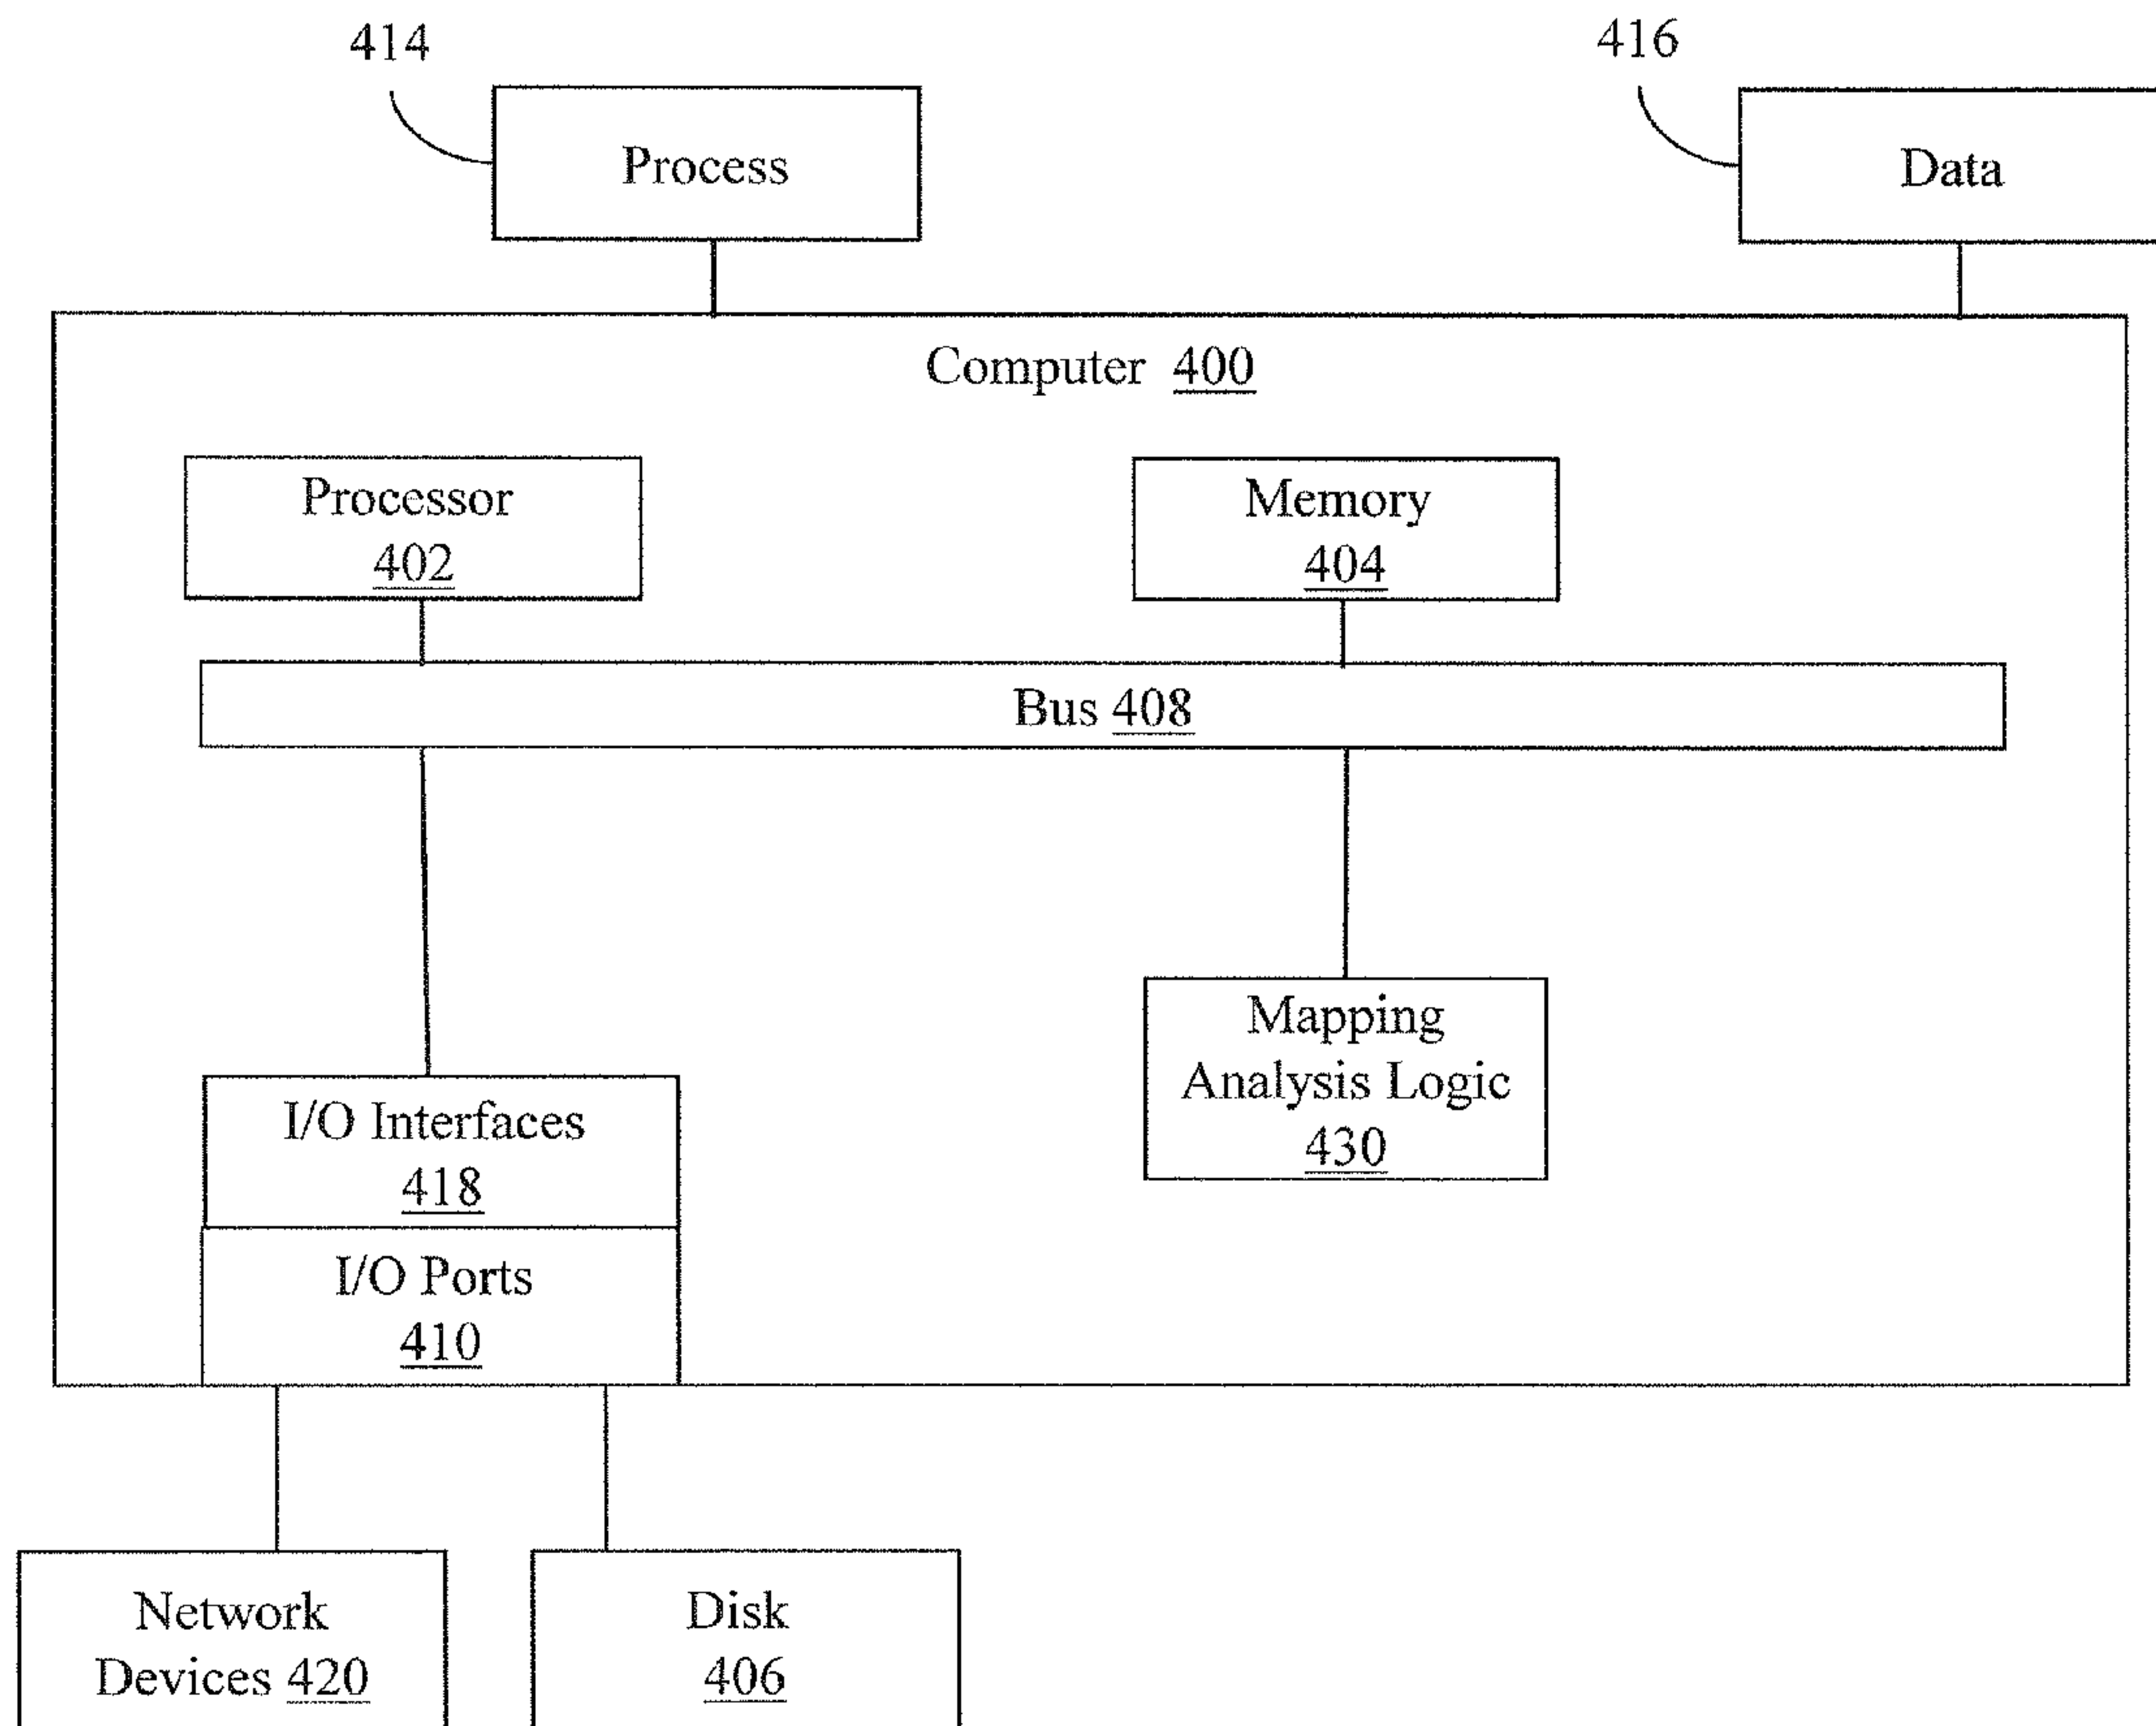 414
416
Process
Data
Computer 400
Processor
402
Memory
404
Bus 408
Mapping
Analysis Logic
430
I/O Interfaces
418
I/O Ports
410
Network
Devices 420
Disk
406